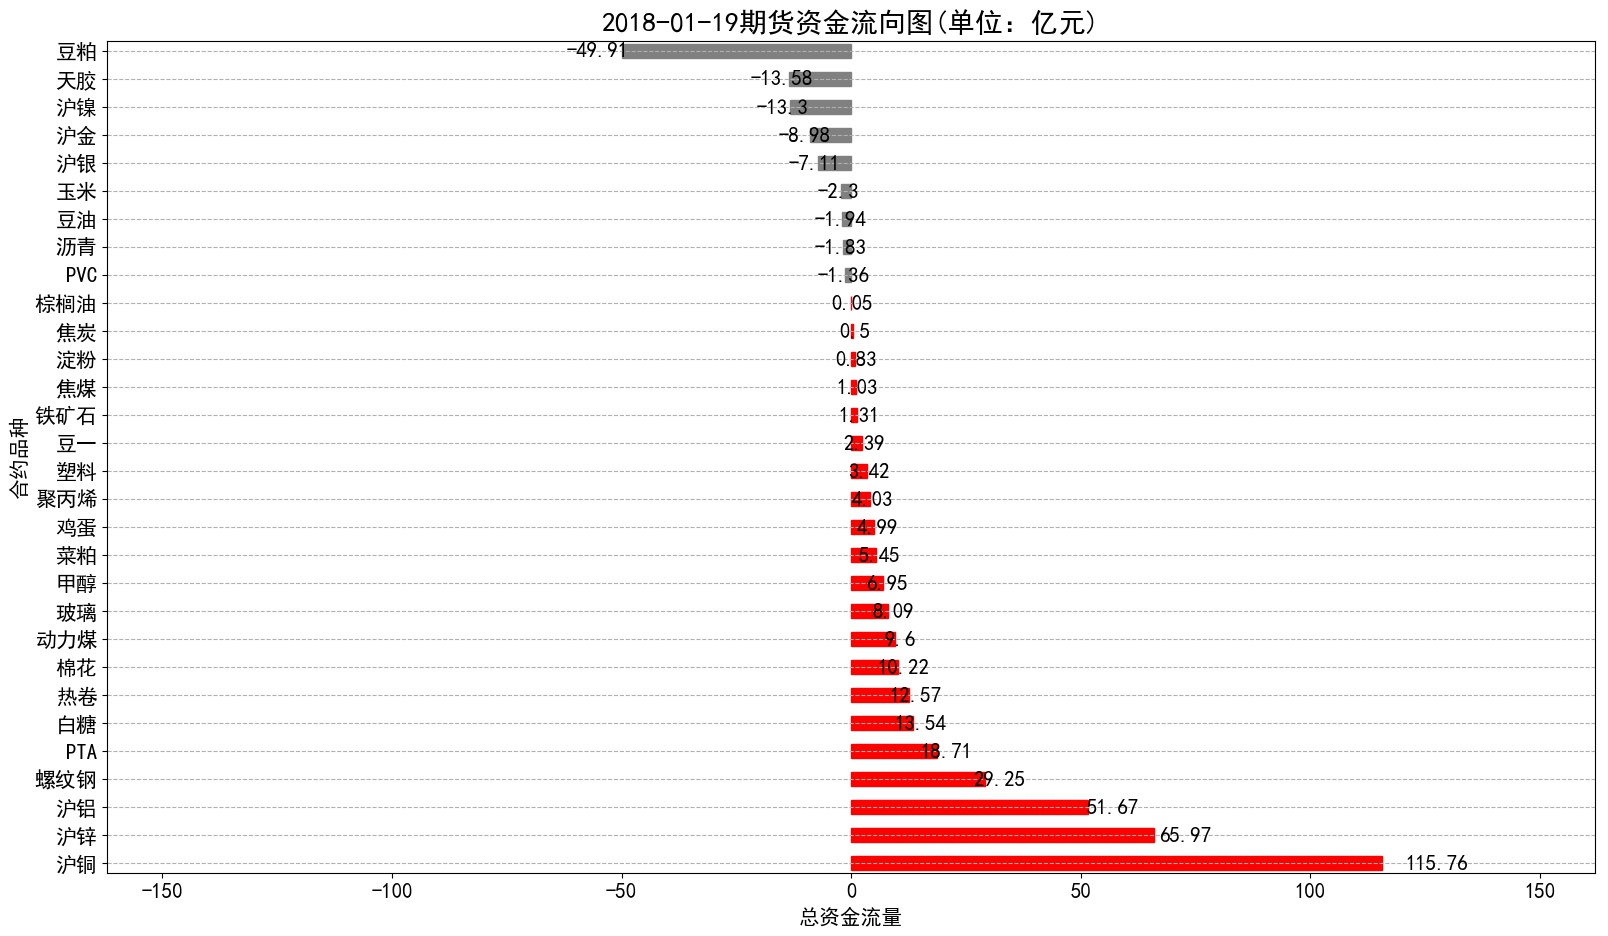 2018-01-19期货资金流向图(单位：亿元)
豆粕 -49.91
天胶 -13.58
沪镍 -13.3
沪金 -8.98
沪银 -7.11
玉米 -2.3
豆油 -1.94
沥青 -1.83
PVC -1.36
棕榈油 0.05
焦炭 0.5
淀粉 0.83
焦煤 1.03
铁矿石 1.31
豆一 2.39
塑料 3.42
聚丙烯 4.03
鸡蛋 4.99
菜粕 5.45
甲醇 6.95
玻璃 8.09
动力煤 9.6
棉花 10.22
热卷 12.57
白糖 13.54
PTA 18.71
螺纹钢 29.25
沪铝 51.67
沪锌 65.97
沪铜 115.76
合约品种
-150 -100 -50 0 50 100 150
总资金流量